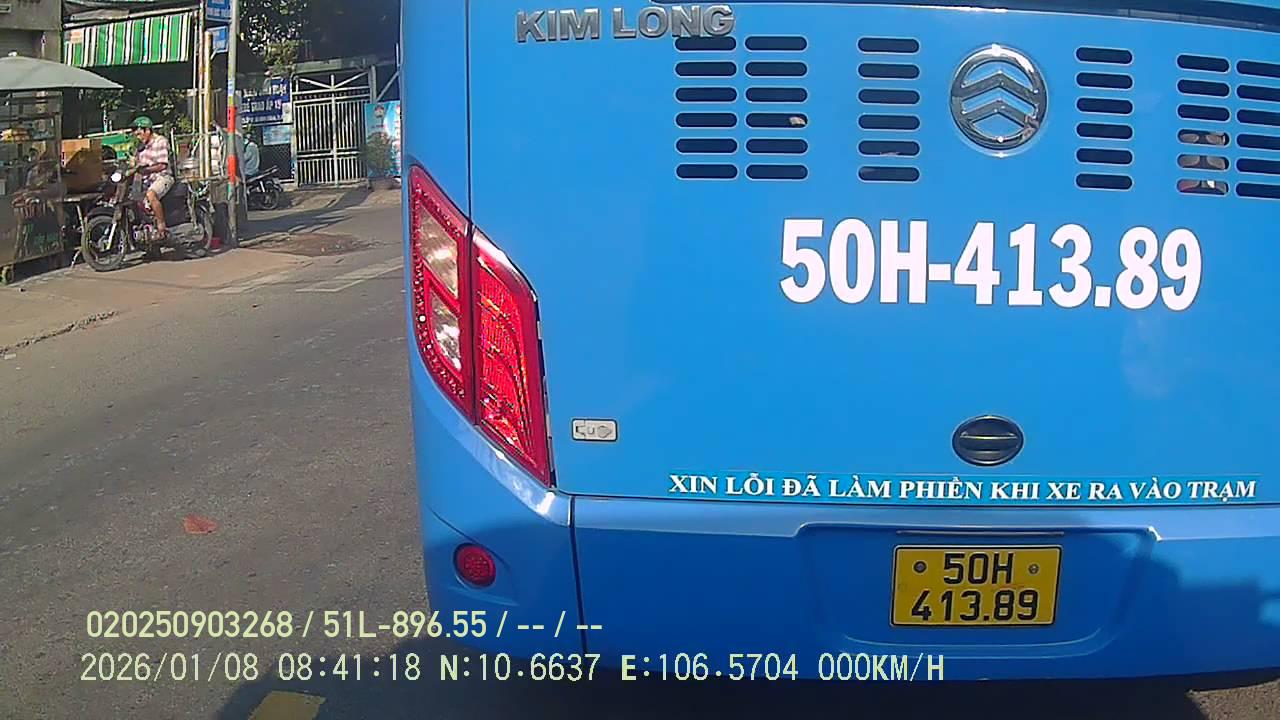 KIM LONG
50H-413.89
XIN LỖI ĐÃ LÀM PHIỀN KHI XE RA VÀO TRẠM
50H
413.89
020250903268 / 51L-896.55 / -- / --
2026/01/08 08:41:18 N:10.6637 E:106.5704 000KM/H